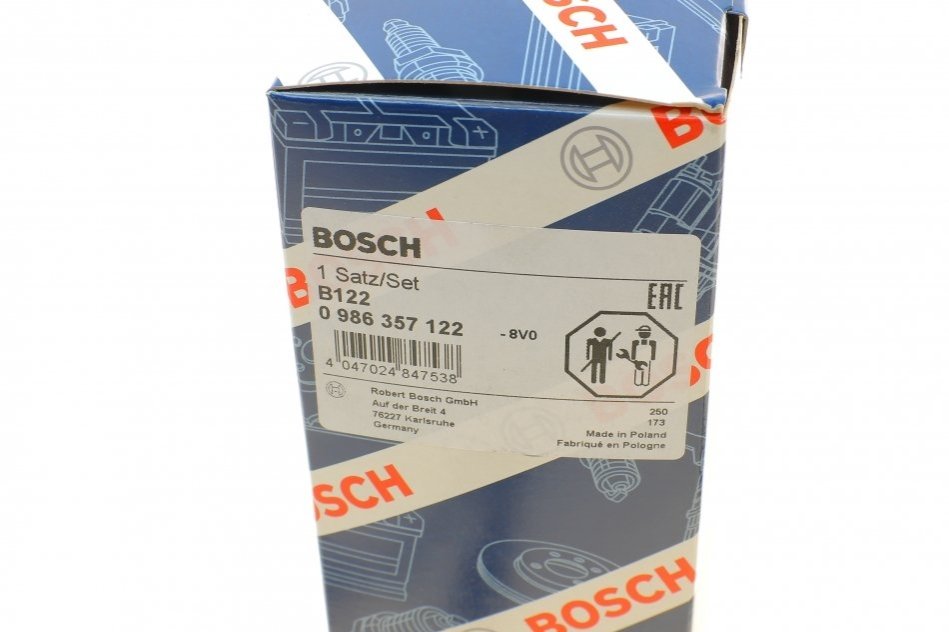 BOSCH
BOSCH
1 Satz/Set
B122
0 986 357 122
-8V0
EAC
4 047024 847538
Robert Bosch GmbH
Auf der Breit 4
76227 Karlsruhe
Germany
250
173
Made in Poland
Fabriqué en Pologne
BOSCH
BOSCH